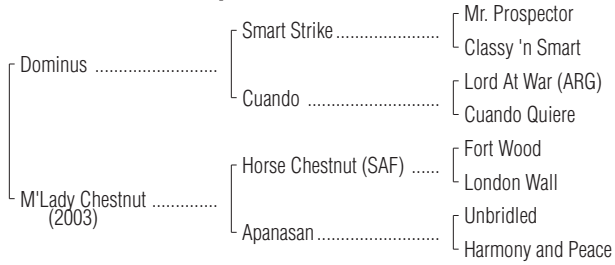 Mr. Prospector
Smart Strike ...................
Classy 'n Smart
Dominus .........................
Lord At War (ARG)
Cuando ........................
Cuando Quiere
Fort Wood
Horse Chestnut (SAF) ......
London Wall
M'Lady Chestnut ..............
(2003)
Unbridled
Apanasan ......................
Harmony and Peace